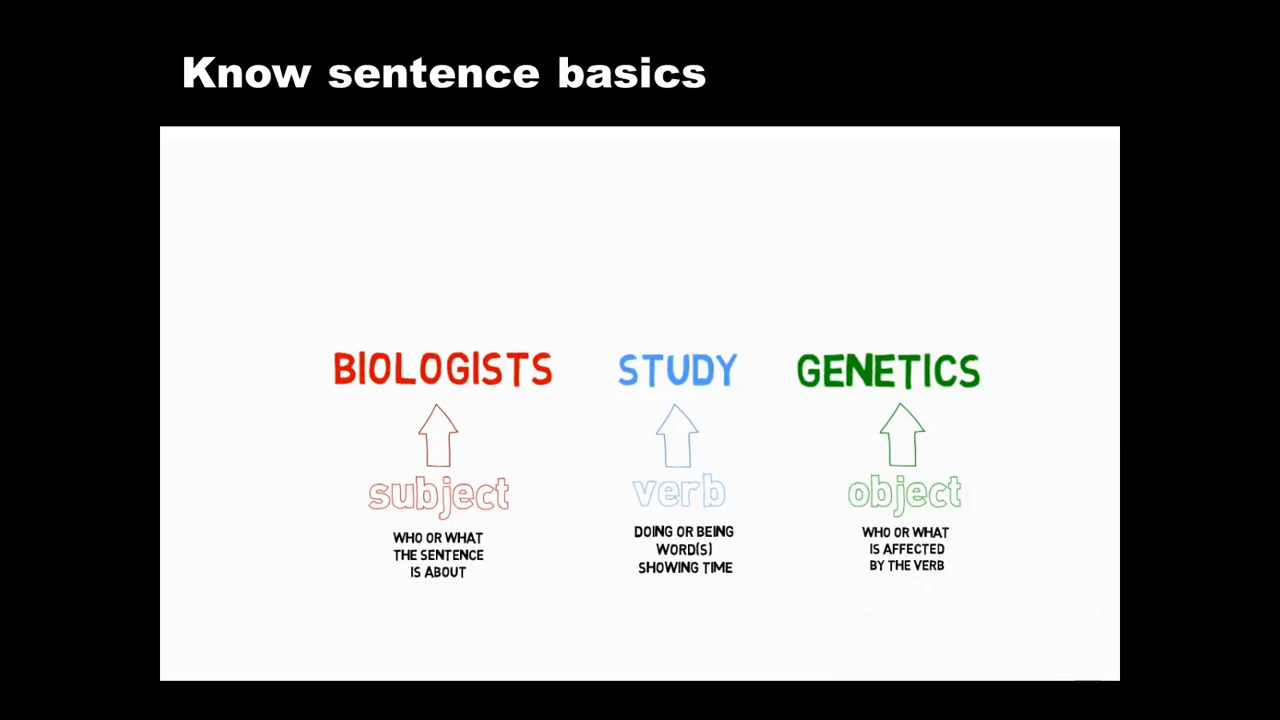 Know sentence basics
BIOLOGISTS STUDY GENETICS
subject verb object
WHO OR WHAT
THE SENTENCE
IS ABOUT
DOING OR BEING
WORD(S)
SHOWING TIME
WHO OR WHAT
IS AFFECTED
BY THE VERB